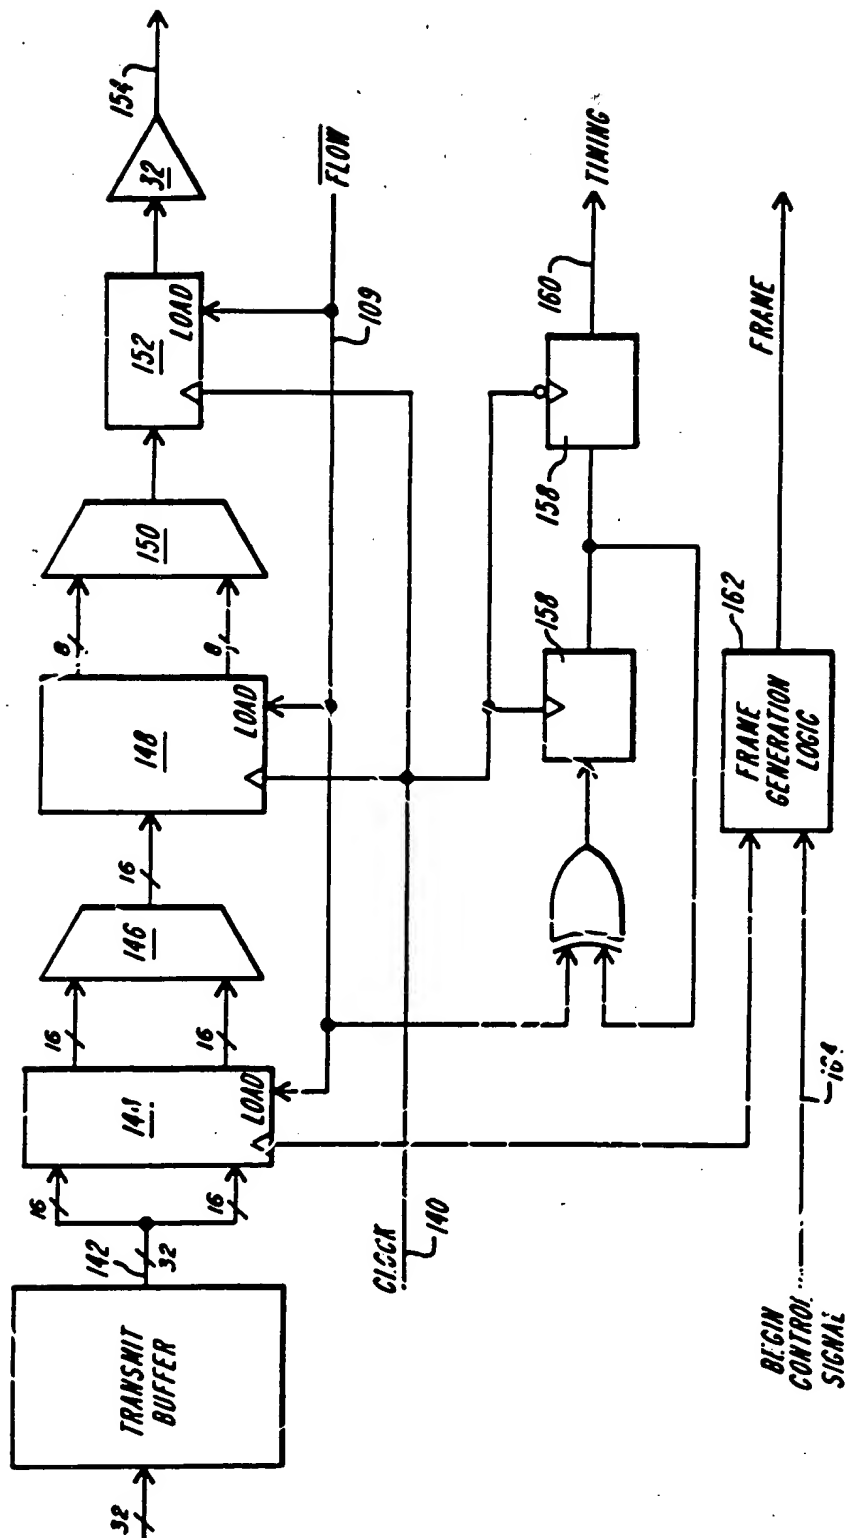 32
TRANSMIT
BUFFER
142
32
16
16
LOAD
16
16
146
16
148
LOAD
8
8
150
152
LOAD
32
154
FLOW
109
CLOCK
140
158
158
160
TIMING
BEGIN
CONTROL
SIGNAL
FRAME
GENERATION
LOGIC
162
FRAME